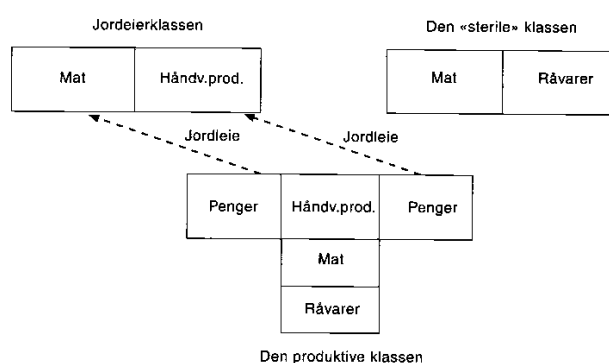 Jordeierklassen
Den «sterile» klassen
Mat
Håndv.prod.
Mat
Råvarer
Jordleie
Jordleie
Penger
Håndv.prod.
Penger
Mat
Råvarer
Den produktive klassen